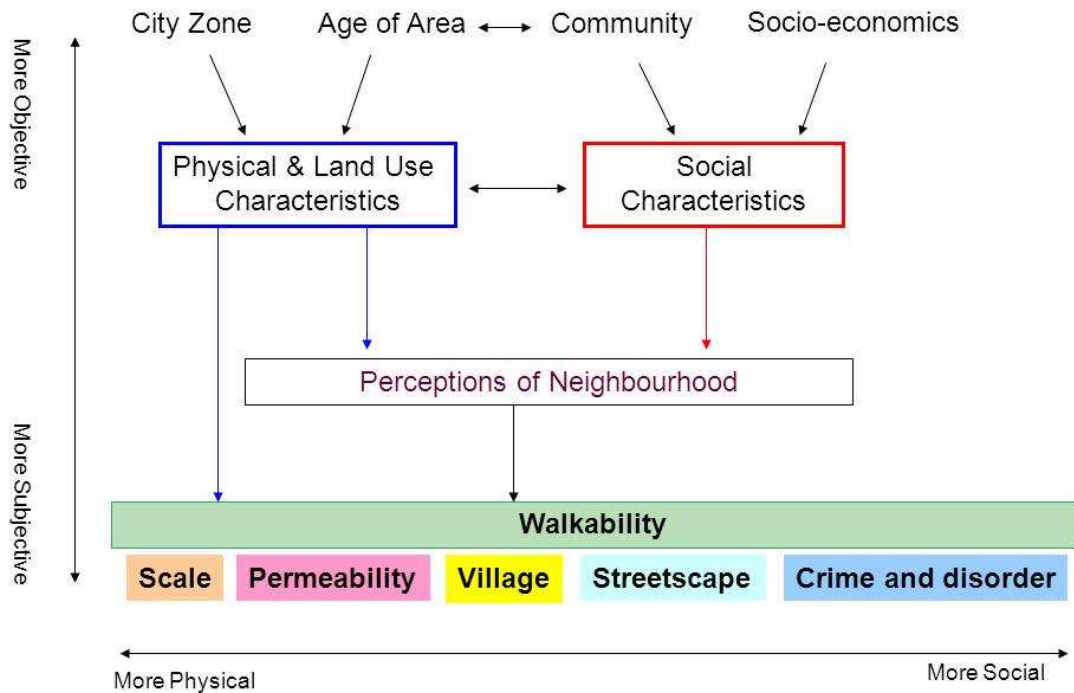 City Zone
Age of Area
Community
Socio-economics
More Objective
Physical & Land Use
Characteristics
Social
Characteristics
Perceptions of Neighbourhood
More Subjective
Walkability
Scale
Permeability
Village
Streetscape
Crime and disorder
More Physical
More Social